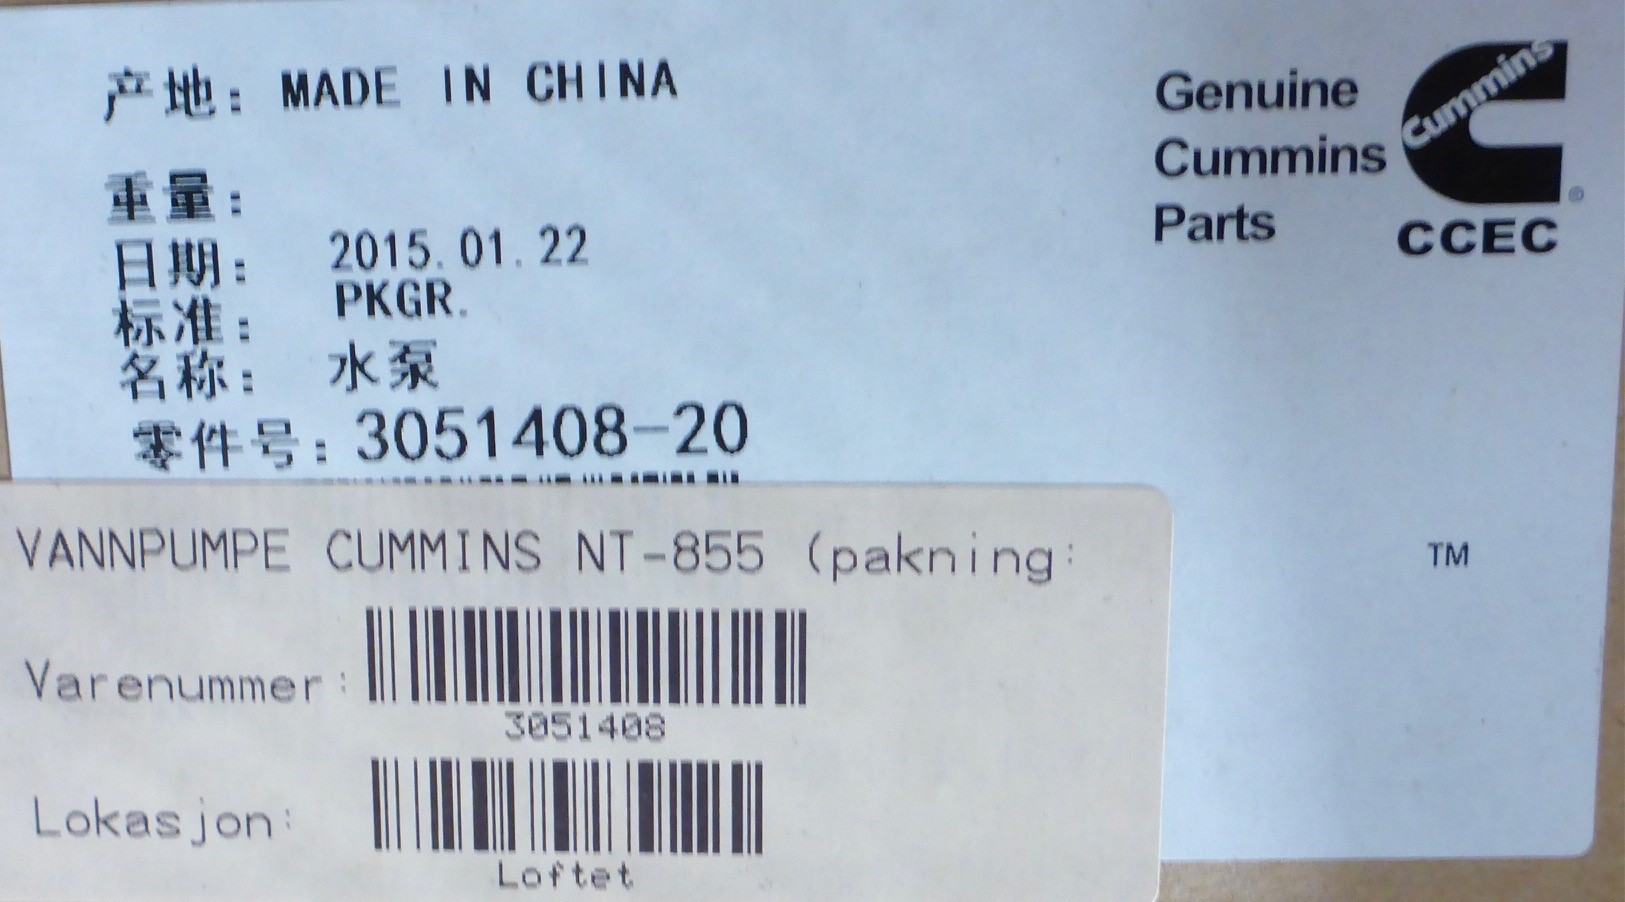 产地: MADE IN CHINA
重量:
日期: 2015.01.22
标准: PKGR.
名称: 水泵
零件号: 3051408-20
Genuine
Cummins
Parts
Cummins
®
CCEC
TM
VANNPUMPE CUMMINS NT-855 (pakning:
Varenummer:
3051408
Lokasjon:
Loftet